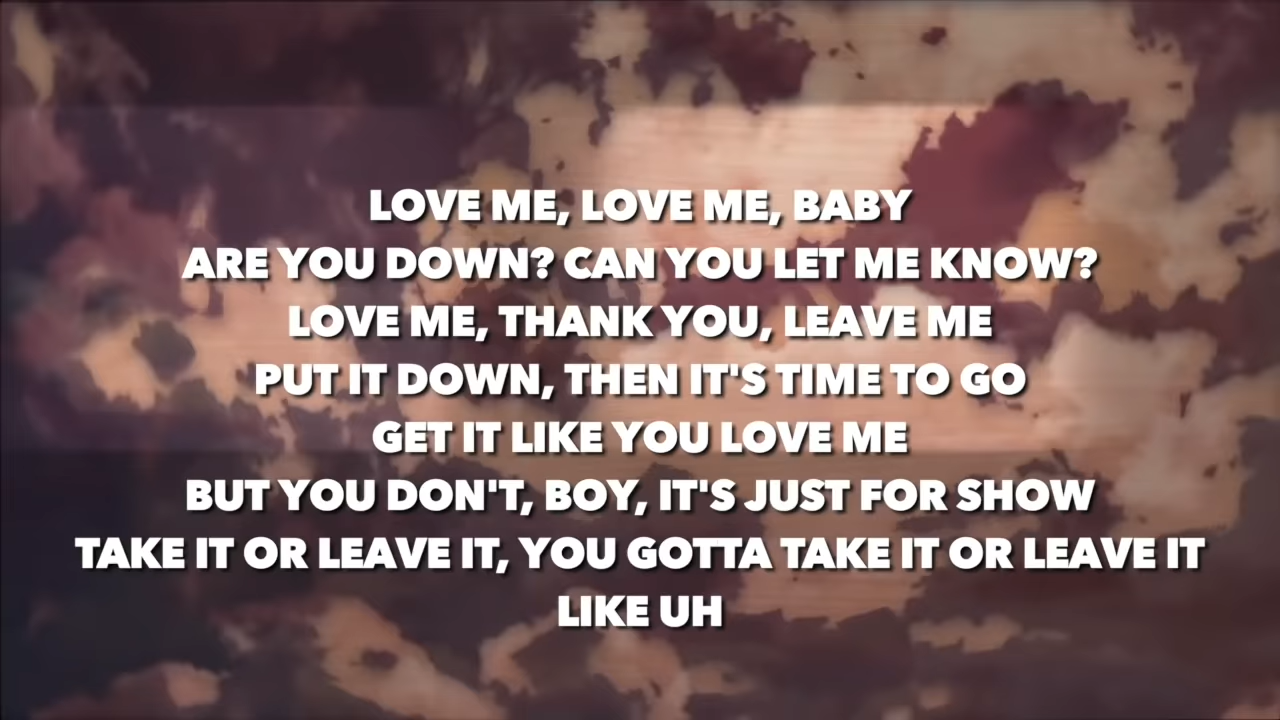 LOVE ME, LOVE ME, BABY
ARE YOU DOWN? CAN YOU LET ME KNOW?
LOVE ME, THANK YOU, LEAVE ME
PUT IT DOWN, THEN IT'S TIME TO GO
GET IT LIKE YOU LOVE ME
BUT YOU DON'T, BOY, IT'S JUST FOR SHOW
TAKE IT OR LEAVE IT, YOU GOTTA TAKE IT OR LEAVE IT
LIKE UH